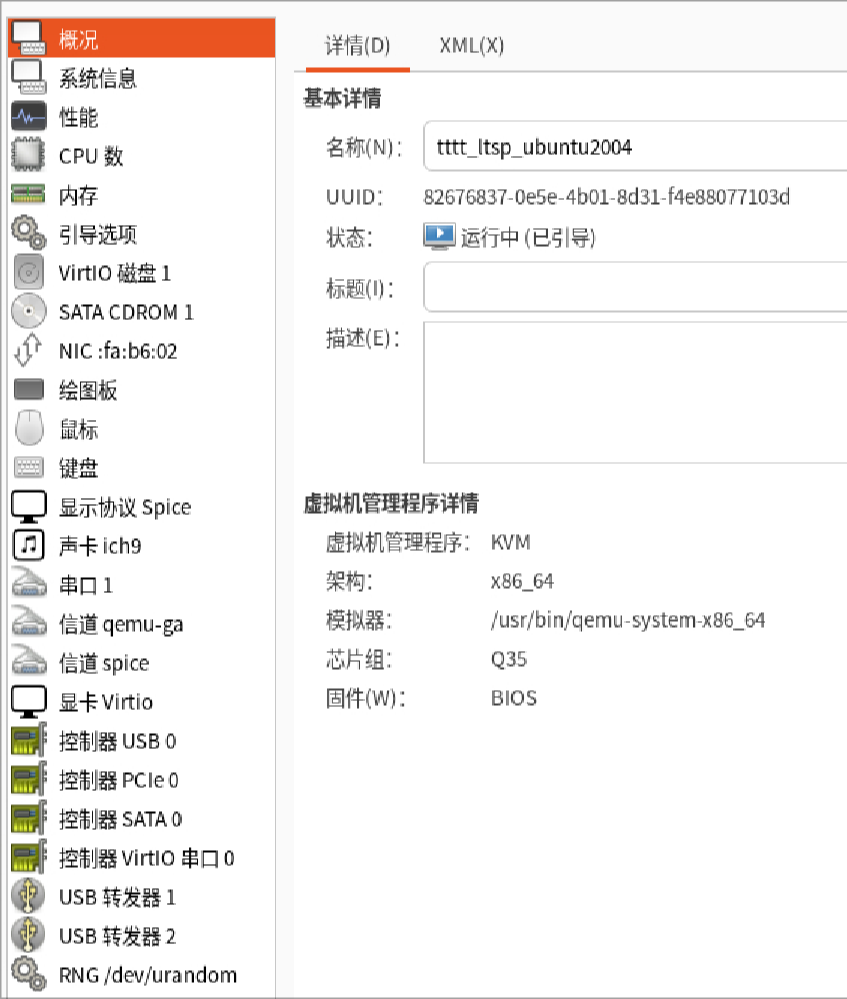 概况
系统信息
性能
CPU 数
内存
引导选项
VirtIO 磁盘 1
SATA CDROM 1
NIC :fa:b6:02
绘图板
鼠标
键盘
显示协议 Spice
声卡 ich9
串口 1
信道 qemu-ga
信道 spice
显卡 Virtio
控制器 USB 0
控制器 PCIe 0
控制器 SATA 0
控制器 VirtIO 串口 0
USB 转发器 1
USB 转发器 2
RNG /dev/urandom
详情(D) XML(X)
基本详情
名称(N): tttt_ltsp_ubuntu2004
UUID: 82676837-0e5e-4b01-8d31-f4e88077103d
状态: 运行中 (已引导)
标题(I):
描述(E):
虚拟机管理程序详情
虚拟机管理程序: KVM
架构: x86_64
模拟器: /usr/bin/qemu-system-x86_64
芯片组: Q35
固件(W): BIOS